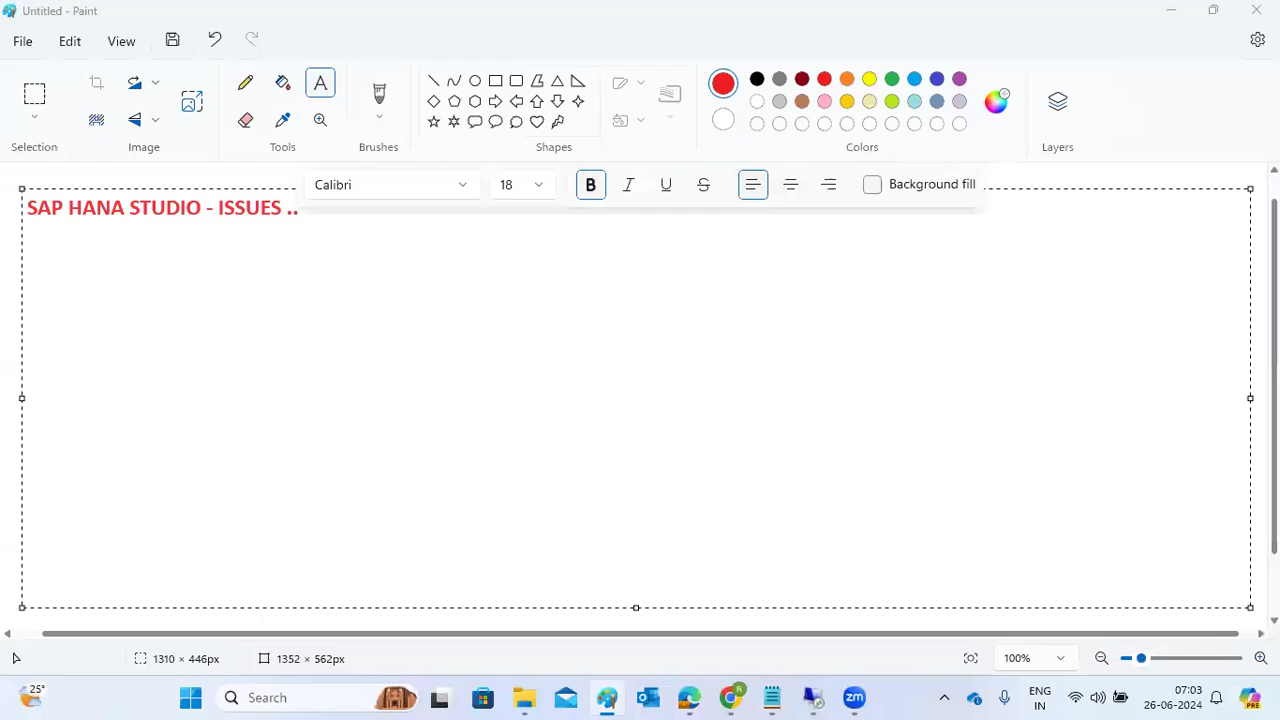 Untitled - Paint
File Edit View
Selection Image Tools Brushes Shapes Colors Layers
Calibri 18 B I U S Background fill
SAP HANA STUDIO - ISSUES ..
1310 × 446px 1352 × 562px 100%
25° Search ENG IN 07:03 26-06-2024